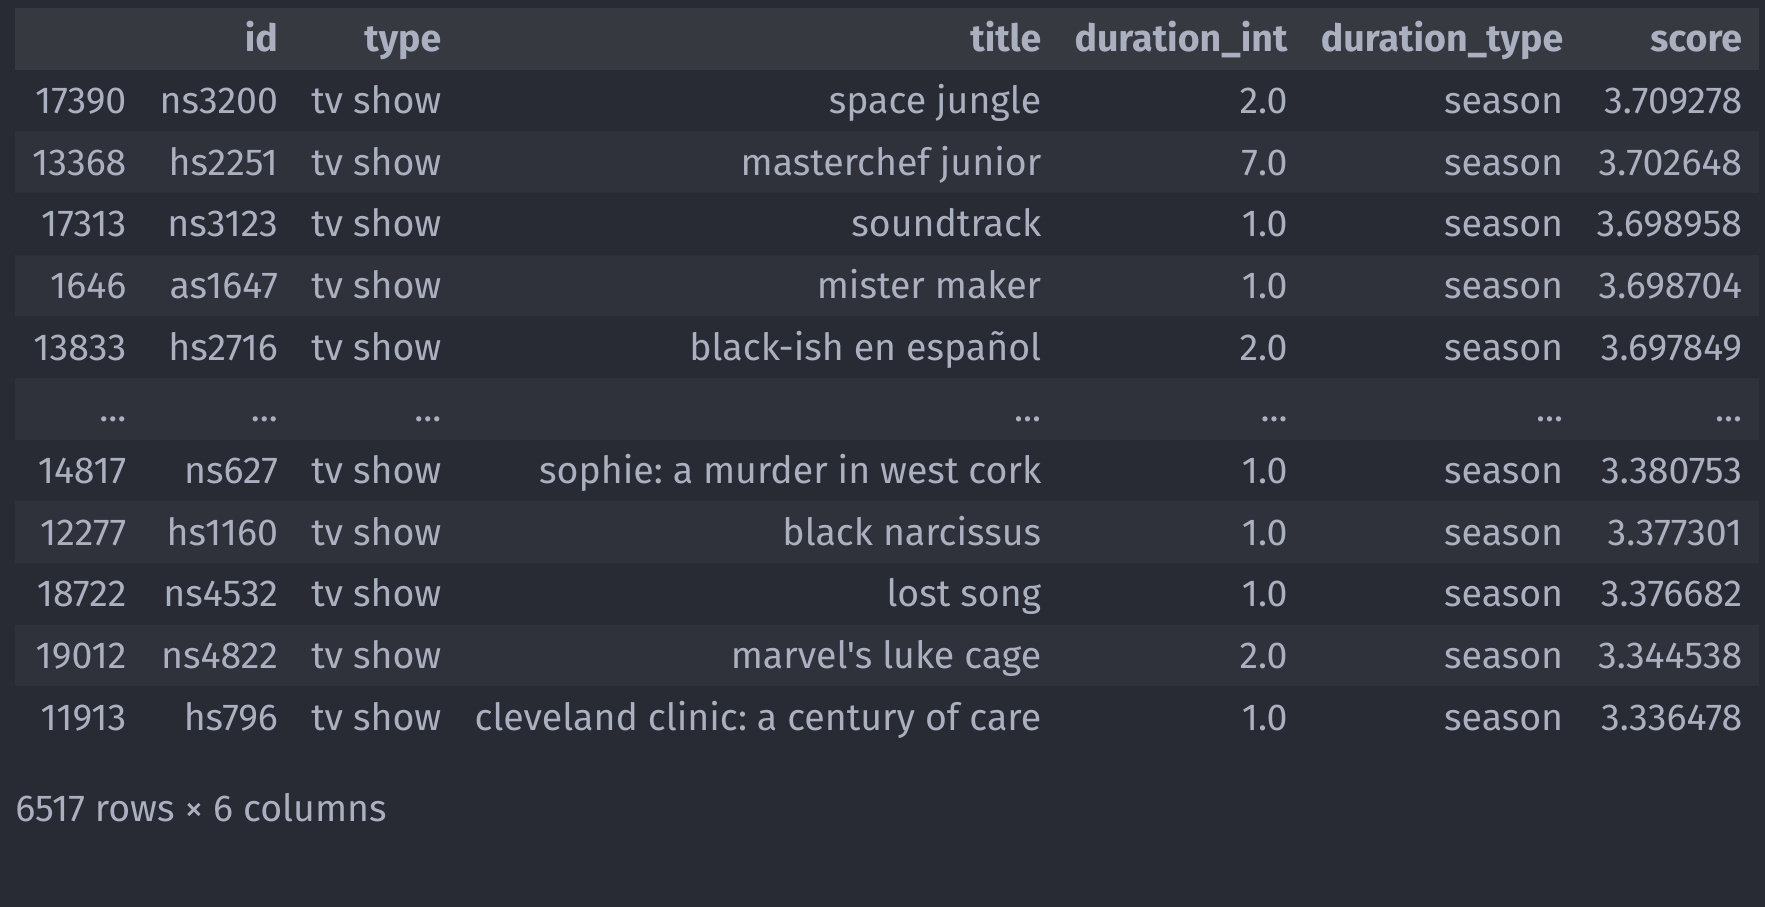 id type title duration_int duration_type score
17390 ns3200 tv show space jungle 2.0 season 3.709278
13368 hs2251 tv show masterchef junior 7.0 season 3.702648
17313 ns3123 tv show soundtrack 1.0 season 3.698958
1646 as1647 tv show mister maker 1.0 season 3.698704
13833 hs2716 tv show black-ish en español 2.0 season 3.697849
... ... ... ... ... ... ...
14817 ns627 tv show sophie: a murder in west cork 1.0 season 3.380753
12277 hs1160 tv show black narcissus 1.0 season 3.377301
18722 ns4532 tv show lost song 1.0 season 3.376682
19012 ns4822 tv show marvel's luke cage 2.0 season 3.344538
11913 hs796 tv show cleveland clinic: a century of care 1.0 season 3.336478
6517 rows × 6 columns